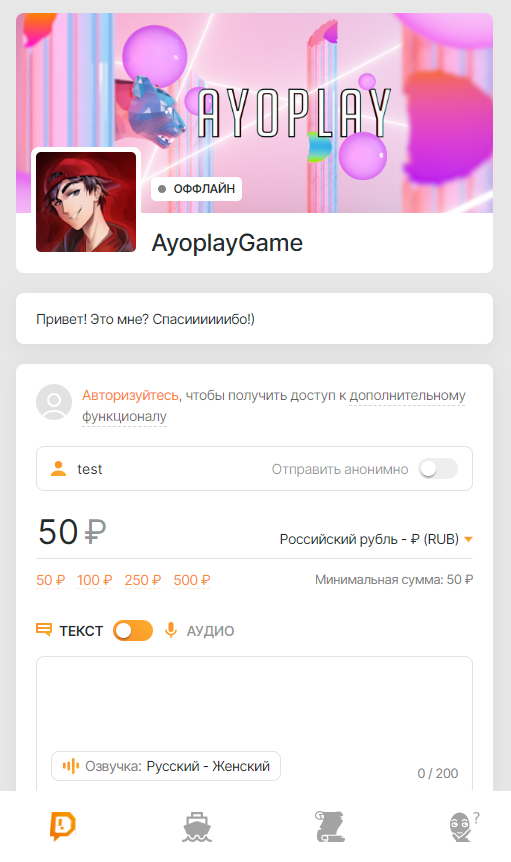 AYOPLAY
ОФФЛАЙН
AyoplayGame
Привет! Это мне? Спасииииииибо!)
Авторизуйтесь, чтобы получить доступ к дополнительному
функционалу
test Отправить анонимно
50 ₽ Российский рубль - ₽ (RUB)
50 ₽ 100 ₽ 250 ₽ 500 ₽ Минимальная сумма: 50 ₽
ТЕКСТ АУДИО
Озвучка: Русский - Женский 0 / 200